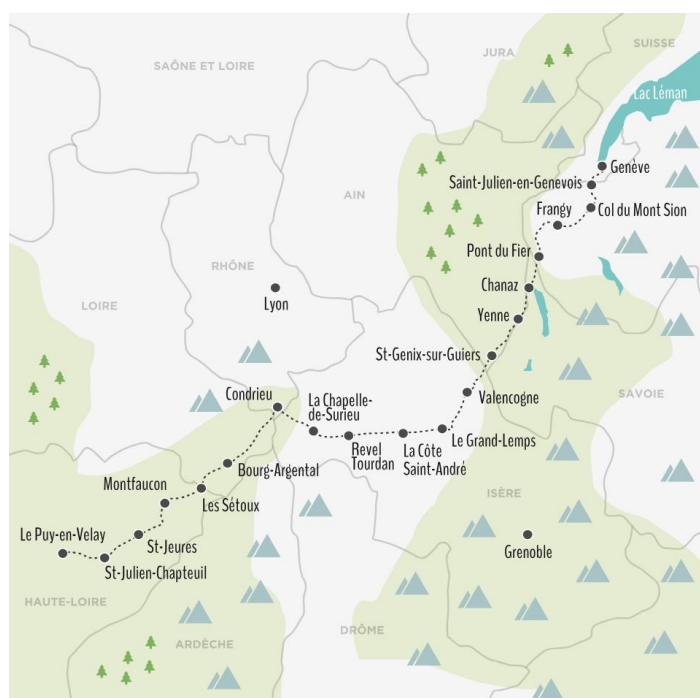 JURA
SUISSE
SAÔNE ET LOIRE
Lac Léman
Genève
Saint-Julien-en-Genevois
AIN
Frangy
Col du Mont Sion
Pont du Fier
RHÔNE
Chanaz
Lyon
LOIRE
Yenne
St-Genix-sur-Guiers
Condrieu
La Chapelle-
de-Surieu
Valencogne
SAVOIE
Le Grand-Lemps
Revel
Tourdan
La Côte
Saint-André
Bourg-Argental
Montfaucon
Les Sétoux
ISÈRE
Le Puy-en-Velay
St-Jeures
Grenoble
St-Julien-Chapteuil
HAUTE-LOIRE
DRÔME
ARDÈCHE